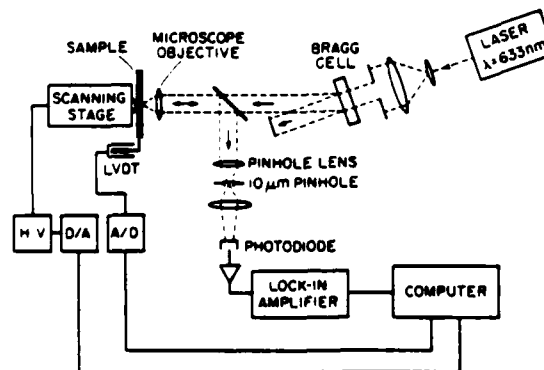 SAMPLE
MICROSCOPE
OBJECTIVE
BRAGG
CELL
LASER
λ=633nm
SCANNING
STAGE
LVDT
PINHOLE LENS
10 μm PINHOLE
H V
D/A
A/D
PHOTODIODE
LOCK-IN
AMPLIFIER
COMPUTER